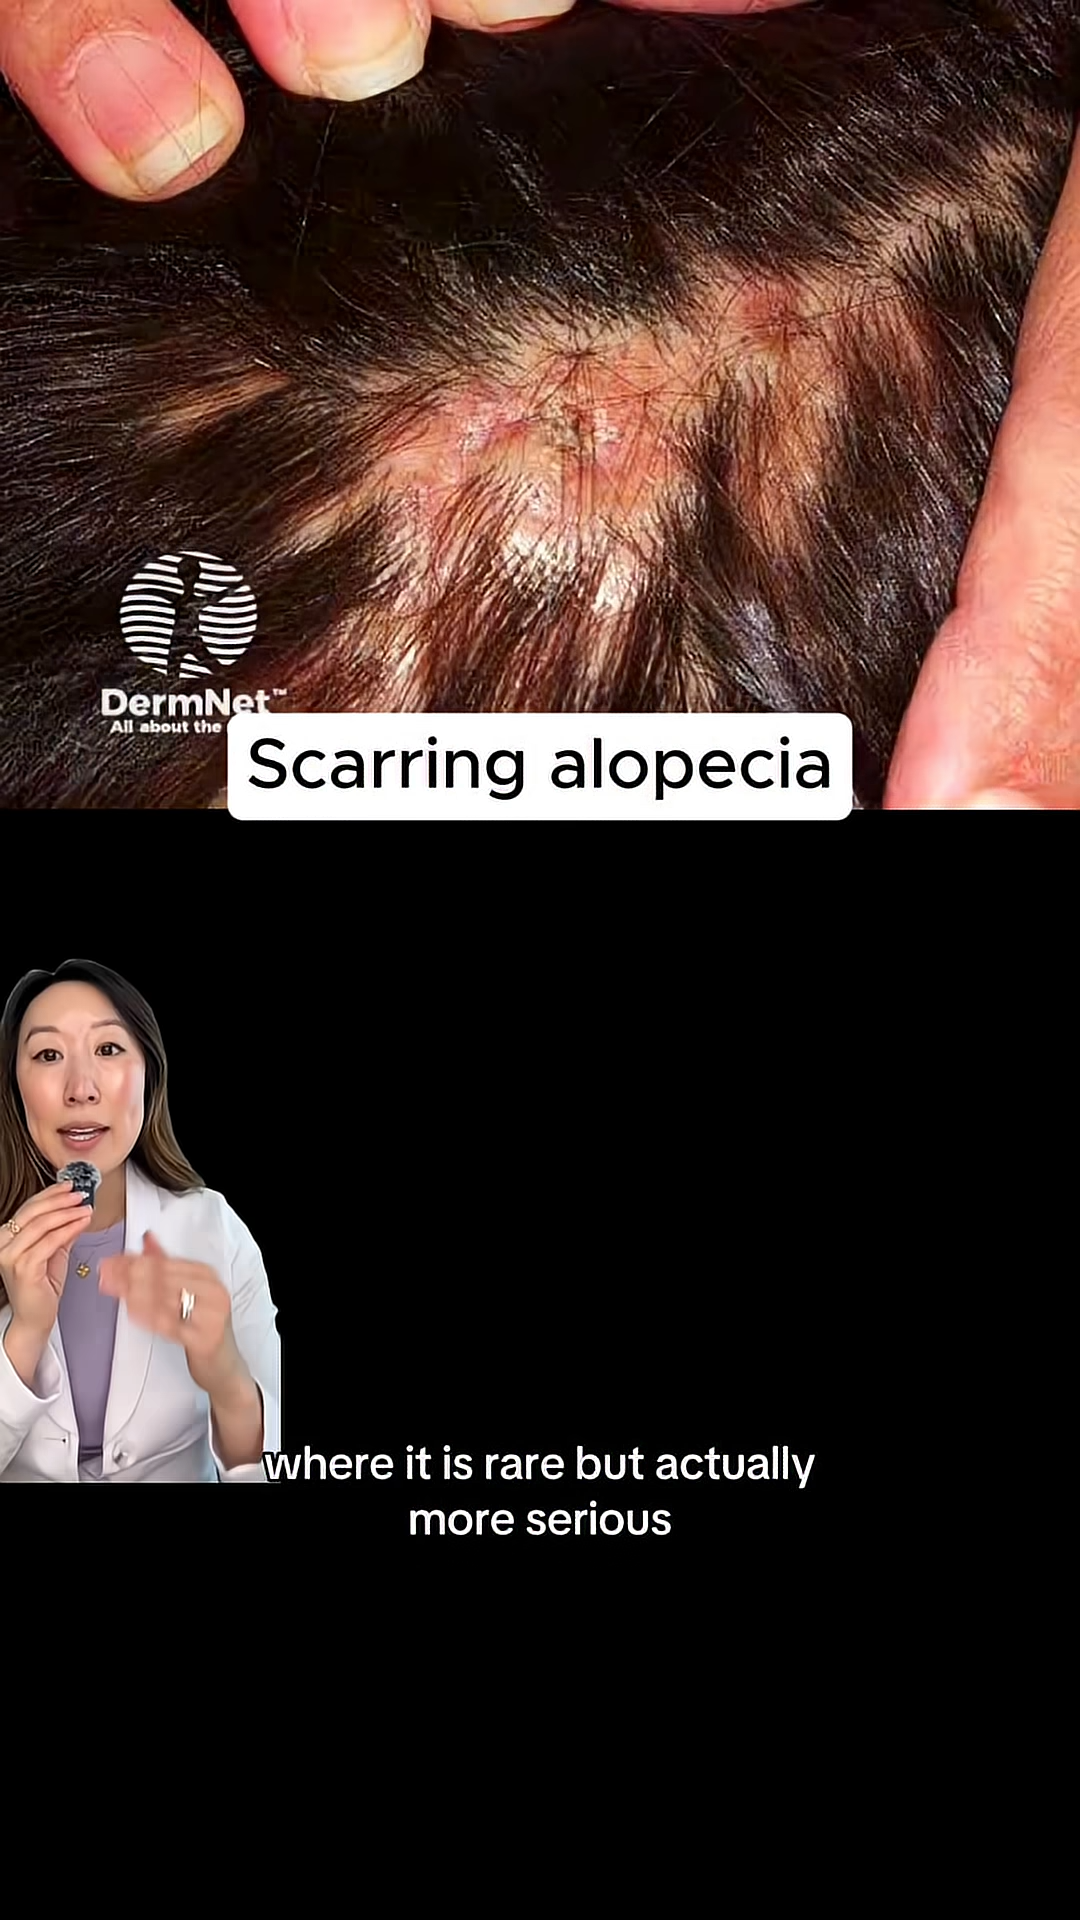 DermNet™
All about the
Scarring alopecia
where it is rare but actually
more serious